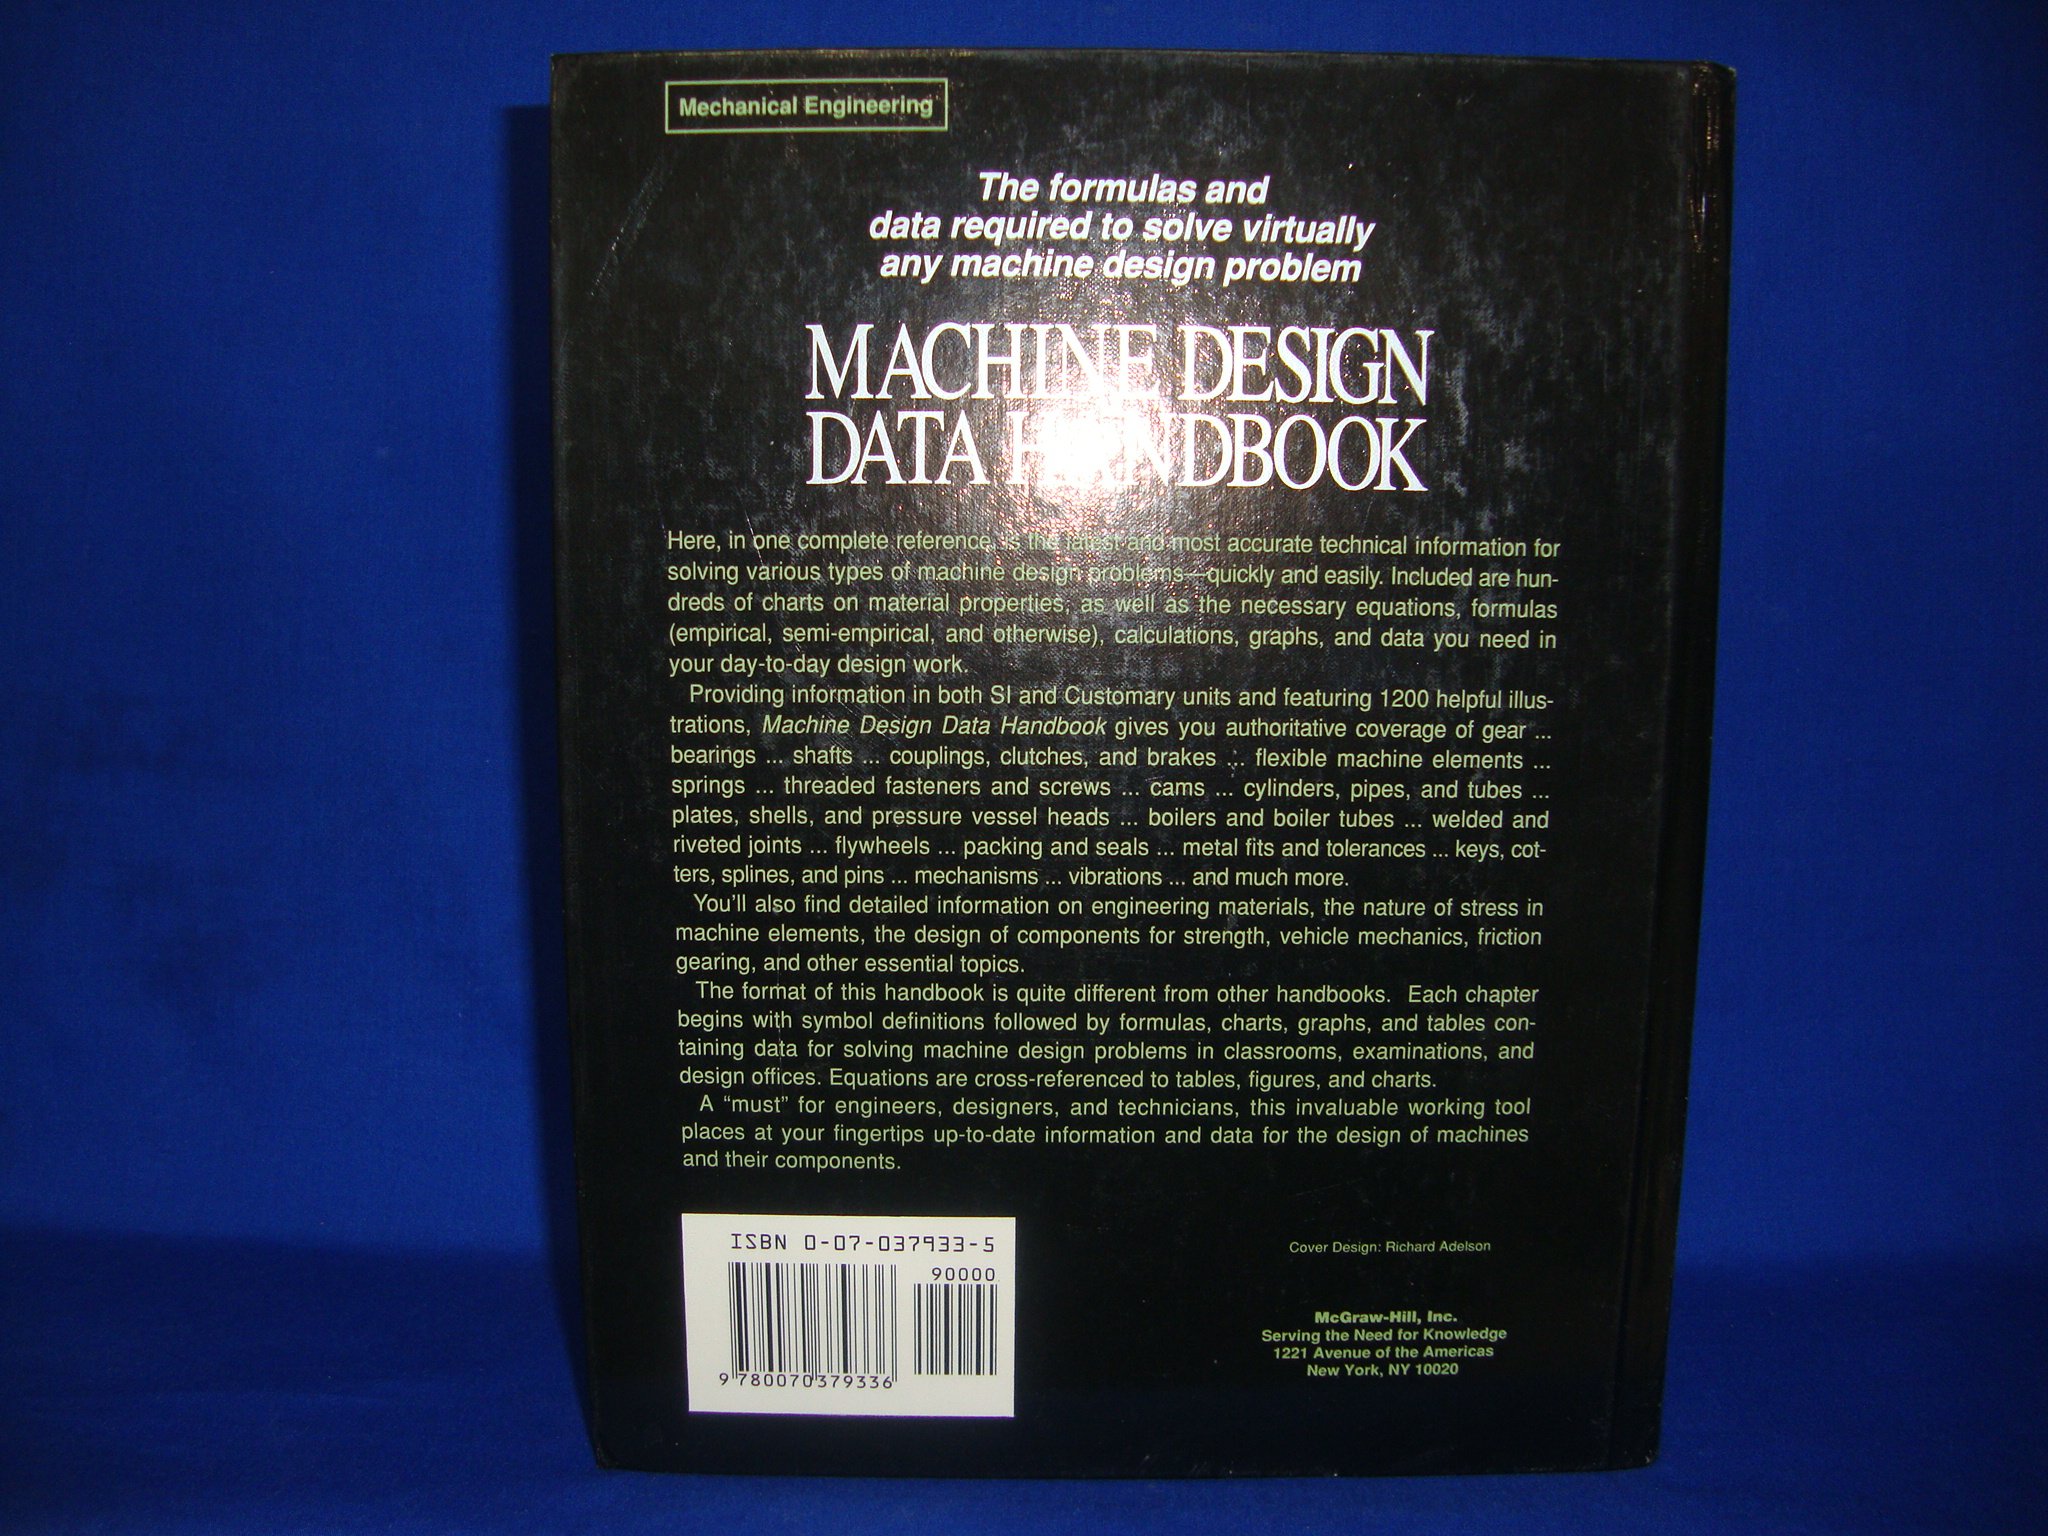 Mechanical Engineering
The formulas and
data required to solve virtually
any machine design problem
MACHINE DESIGN
DATA HANDBOOK
Here, in one complete reference, is the latest and most accurate technical information for
solving various types of machine design problems—quickly and easily. Included are hun-
dreds of charts on material properties, as well as the necessary equations, formulas
(empirical, semi-empirical, and otherwise), calculations, graphs, and data you need in
your day-to-day design work.
Providing information in both SI and Customary units and featuring 1200 helpful illus-
trations, Machine Design Data Handbook gives you authoritative coverage of gear ...
bearings ... shafts ... couplings, clutches, and brakes ... flexible machine elements ...
springs ... threaded fasteners and screws ... cams ... cylinders, pipes, and tubes ...
plates, shells, and pressure vessel heads ... boilers and boiler tubes ... welded and
riveted joints ... flywheels ... packing and seals ... metal fits and tolerances ... keys, cot-
ters, splines, and pins ... mechanisms ... vibrations ... and much more.
You'll also find detailed information on engineering materials, the nature of stress in
machine elements, the design of components for strength, vehicle mechanics, friction
gearing, and other essential topics.
The format of this handbook is quite different from other handbooks. Each chapter
begins with symbol definitions followed by formulas, charts, graphs, and tables con-
taining data for solving machine design problems in classrooms, examinations, and
design offices. Equations are cross-referenced to tables, figures, and charts.
A “must” for engineers, designers, and technicians, this invaluable working tool
places at your fingertips up-to-date information and data for the design of machines
and their components.
ISBN 0-07-037933-5
90000
9 780070 379336
Cover Design: Richard Adelson
McGraw-Hill, Inc.
Serving the Need for Knowledge
1221 Avenue of the Americas
New York, NY 10020